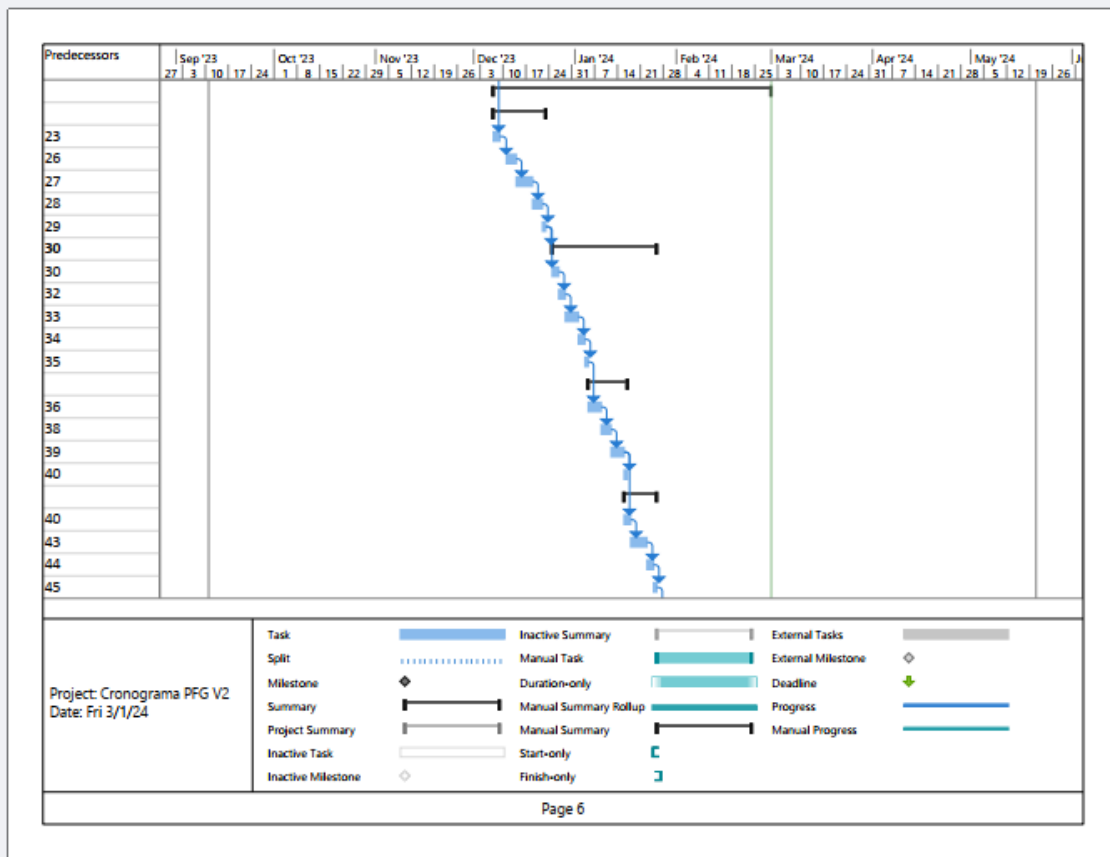 Predecessors
Sep '23 Oct '23 Nov '23 Dec '23 Jan '24 Feb '24 Mar '24 Apr '24 May '24
27 3 10 17 24 1 8 15 22 29 5 12 19 26 3 10 17 24 31 7 14 21 28 4 11 18 25 3 10 17 24 31 7 14 21 28 5 12 19 26
23
26
27
28
29
30
30
32
33
34
35
36
38
39
40
40
43
44
45
Project: Cronograma PFG V2
Date: Fri 3/1/24
Task
Split
Milestone
Summary
Project Summary
Inactive Task
Inactive Milestone
Inactive Summary
Manual Task
Duration-only
Manual Summary Rollup
Manual Summary
Start-only
Finish-only
External Tasks
External Milestone
Deadline
Progress
Manual Progress
Page 6